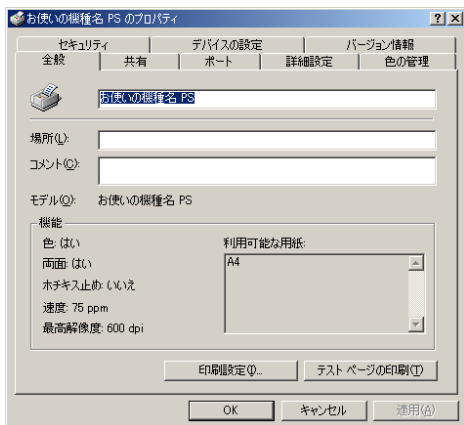 お使いの機種名 PS のプロパティ
セキュリティ デバイスの設定 バージョン情報
全般 共有 ポート 詳細設定 色の管理
お使いの機種名 PS
場所(L):
コメント(C):
モデル(O): お使いの機種名 PS
機能
色: はい 利用可能な用紙:
両面: はい A4
ホチキス止め: いいえ
速度: 75 ppm
最高解像度: 600 dpi
印刷設定(I)... テスト ページの印刷(T)
OK キャンセル 適用(A)